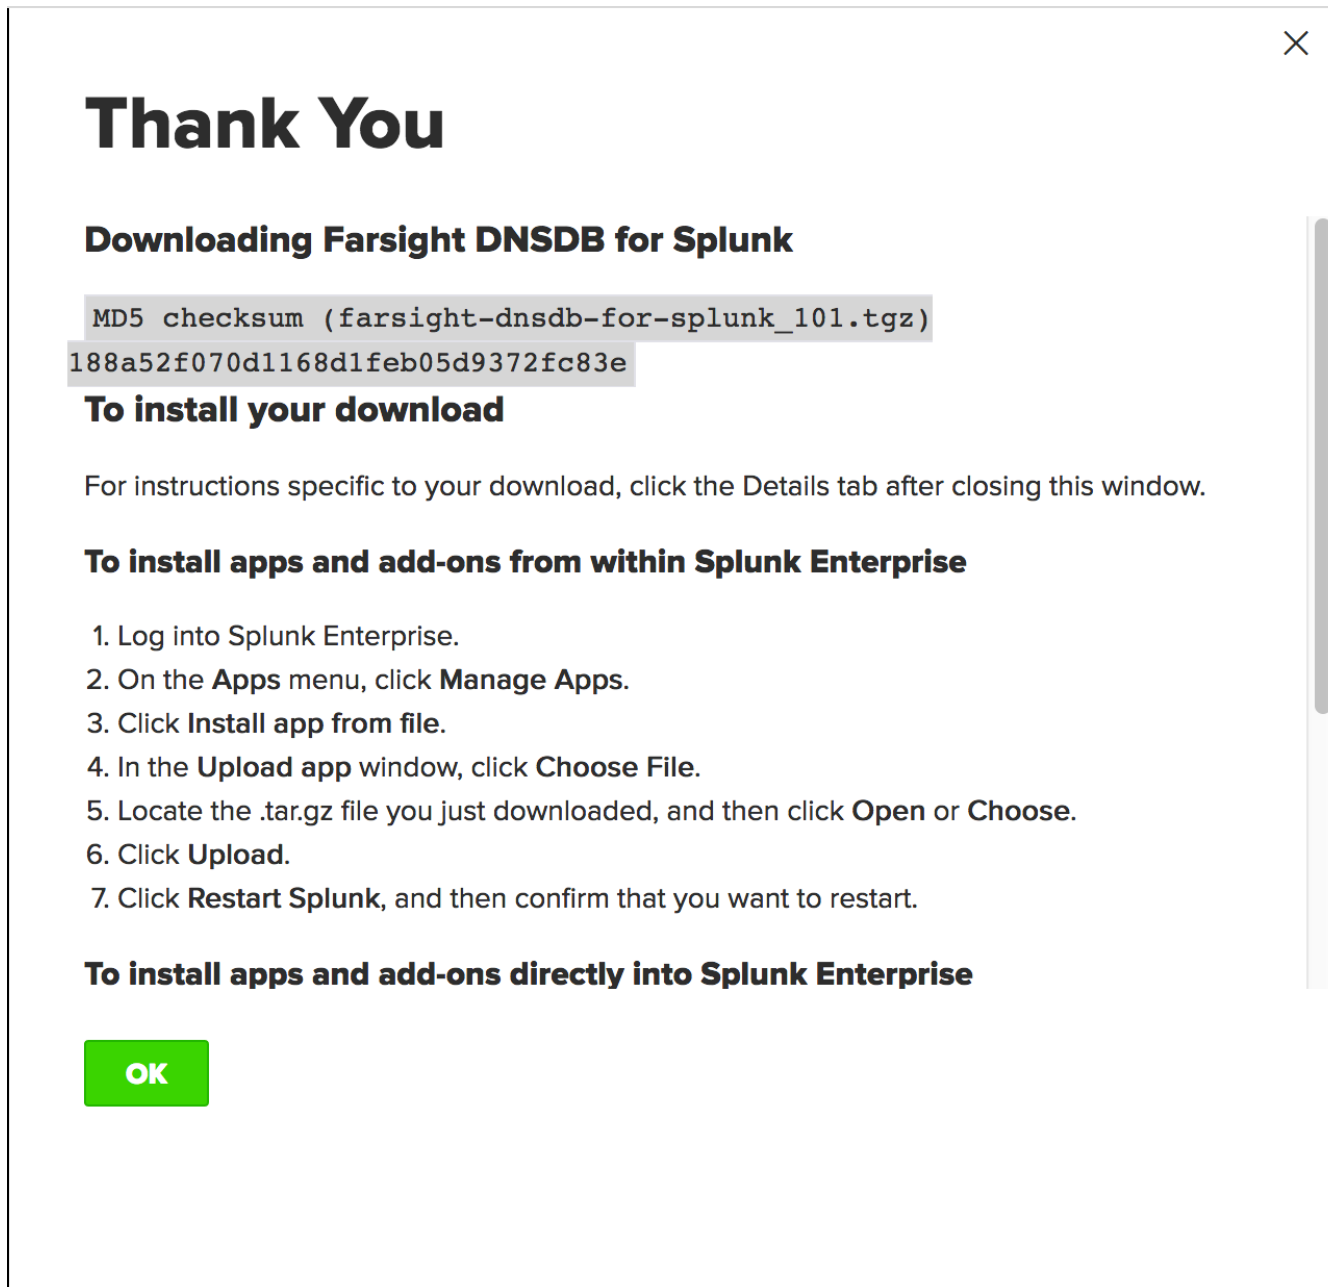 Thank You
Downloading Farsight DNSDB for Splunk
MD5 checksum (farsight-dnsdb-for-splunk_101.tgz)
188a52f070d1168d1feb05d9372fc83e
To install your download
For instructions specific to your download, click the Details tab after closing this window.
To install apps and add-ons from within Splunk Enterprise
1. Log into Splunk Enterprise.
2. On the Apps menu, click Manage Apps.
3. Click Install app from file.
4. In the Upload app window, click Choose File.
5. Locate the .tar.gz file you just downloaded, and then click Open or Choose.
6. Click Upload.
7. Click Restart Splunk, and then confirm that you want to restart.
To install apps and add-ons directly into Splunk Enterprise
OK